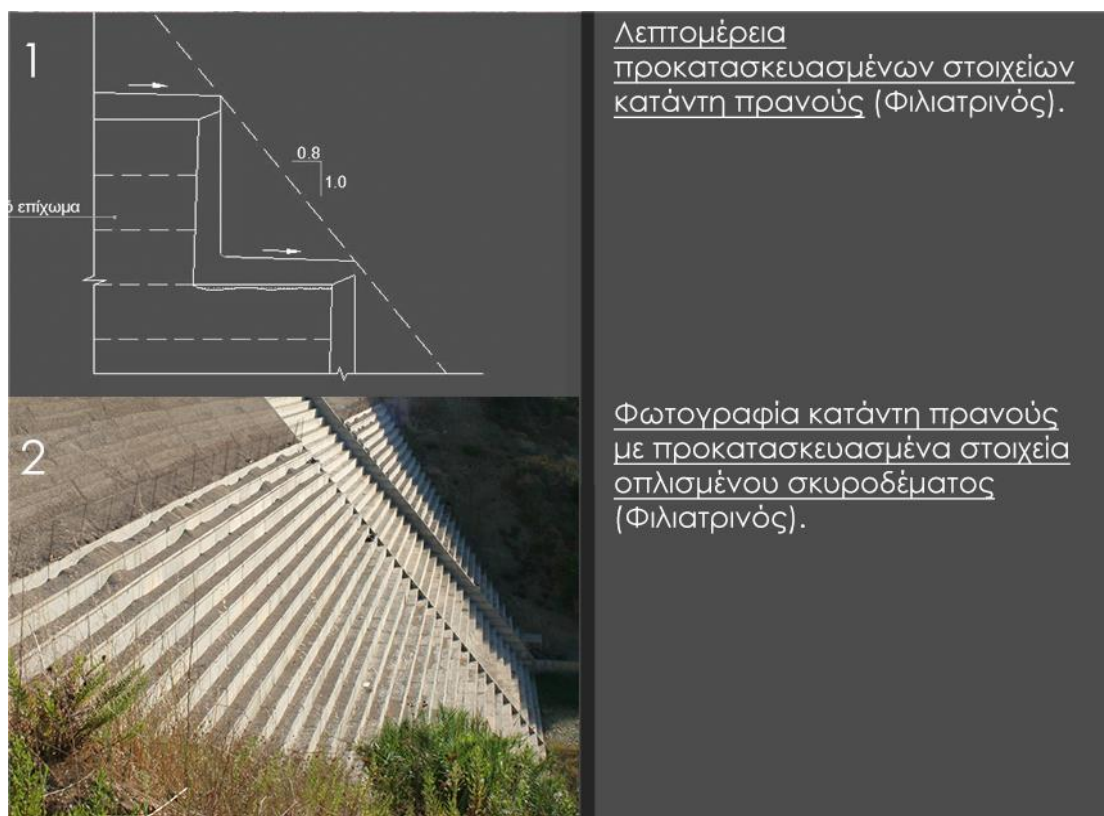 1
0.8
1.0
επίχωμα
Λεπτομέρεια
προκατασκευασμένων στοιχείων
κατάντη πρανούς (Φιλιατρινός).
2
Φωτογραφία κατάντη πρανούς
με προκατασκευασμένα στοιχεία
οπλισμένου σκυροδέματος
(Φιλιατρινός).